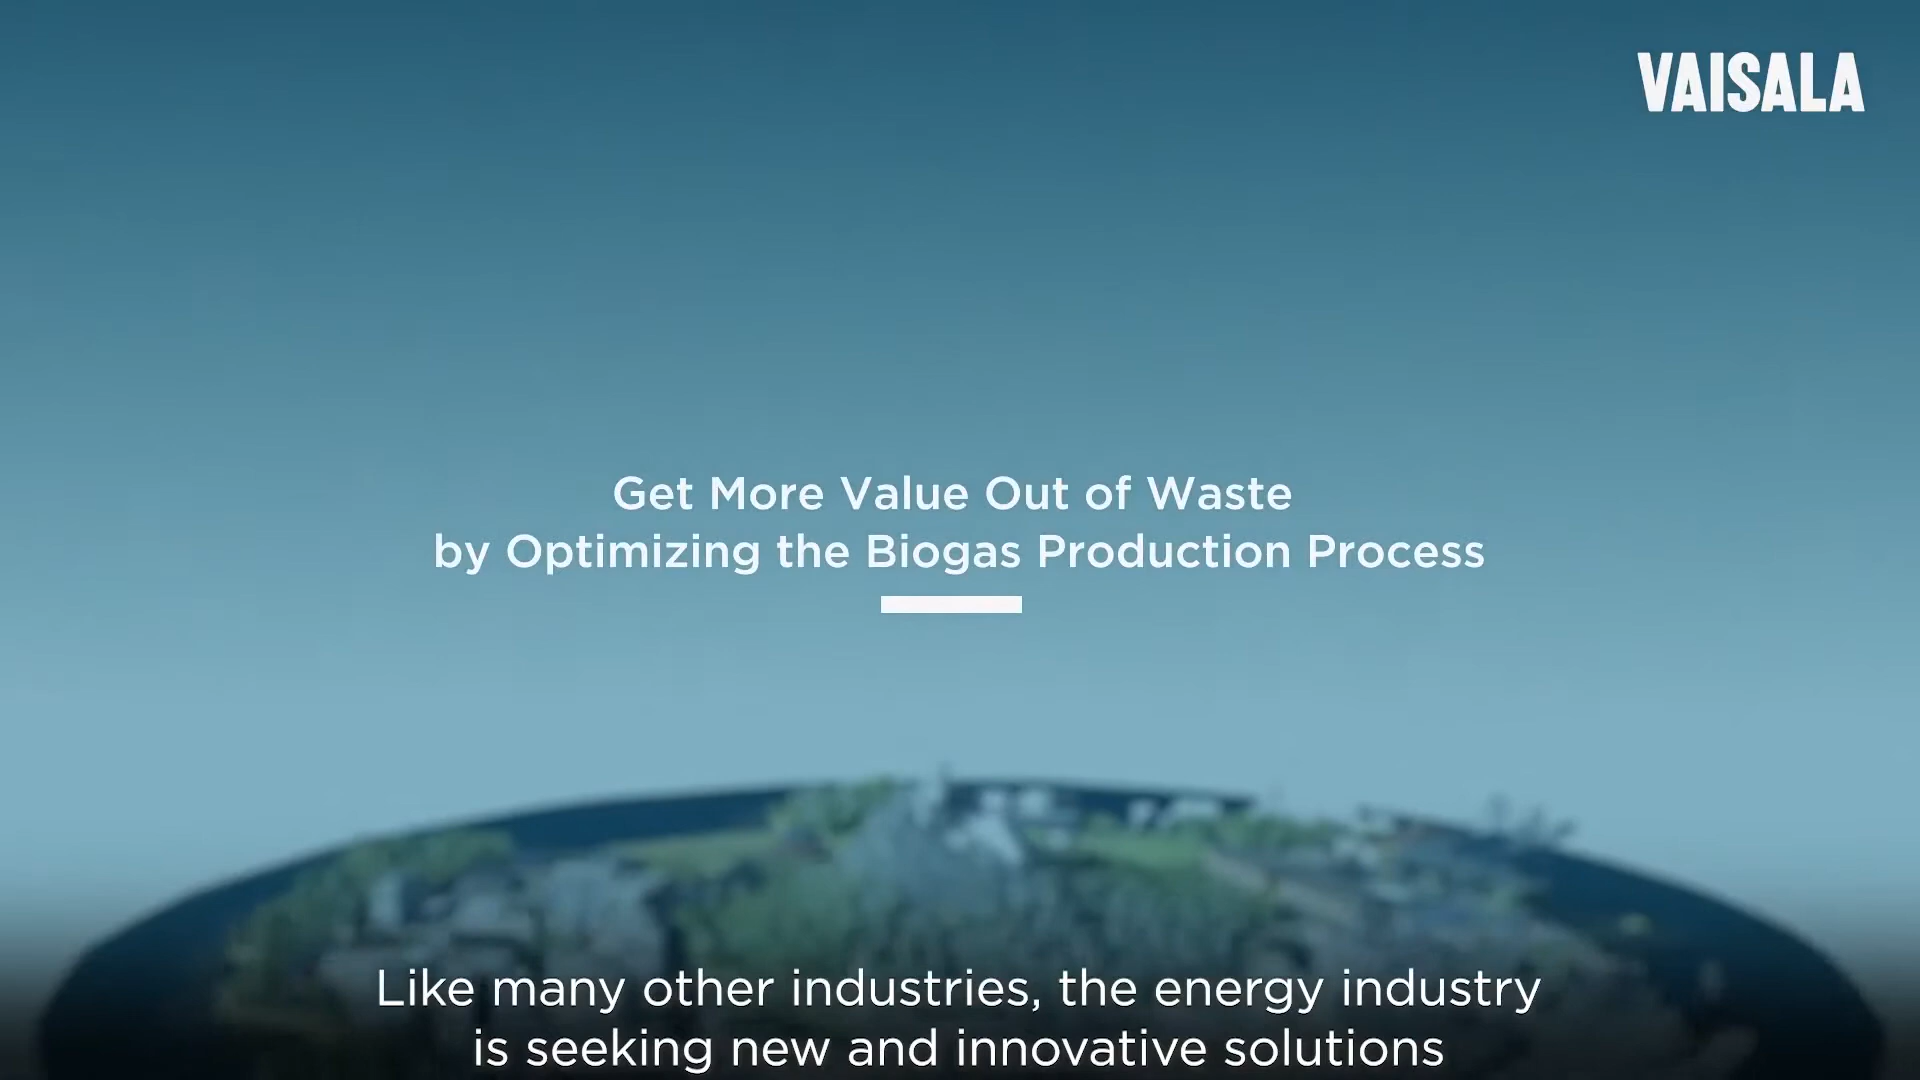 VAISALA
Get More Value Out of Waste
by Optimizing the Biogas Production Process
Like many other industries, the energy industry
is seeking new and innovative solutions